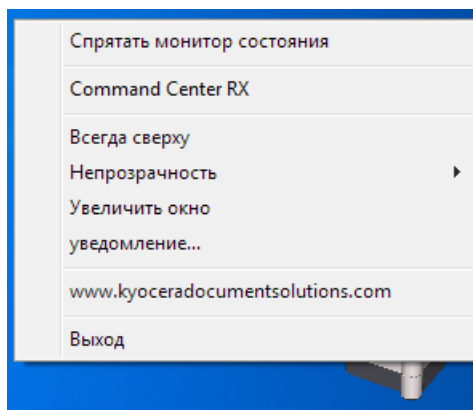 Спрятать монитор состояния
Command Center RX
Всегда сверху
Непрозрачность
Увеличить окно
уведомление...
www.kyoceradocumentsolutions.com
Выход